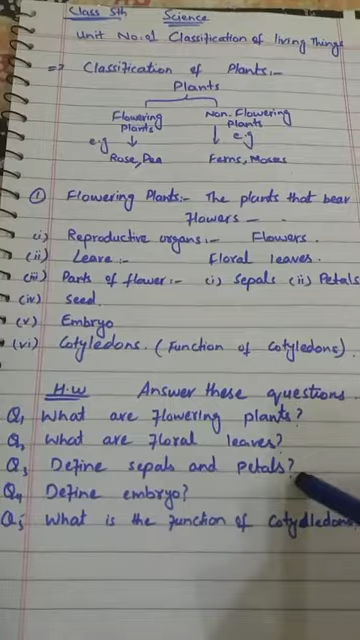 Class 5th Science
Unit No.01 Classification of living Things
=> Classification of Plants:-
Plants
Flowering Plants Non-Flowering Plants
e.g e.g
Rose, Pea Ferns, Moses
① Flowering Plants:- The plants that bear
flowers -
(i) Reproductive organs:- Flowers.
(ii) Leave:- Floral leaves.
(iii) Parts of flower:- (i) Sepals (ii) Petals
(iv) Seed.
(v) Embryo
(vi) Cotyledons. (Function of Cotyledons).
H.W Answer these questions.
Q1 What are flowering plants?
Q2 What are floral leaves?
Q3 Define sepals and petals?
Q4 Define embryo?
Q5 What is the function of Cotydledons